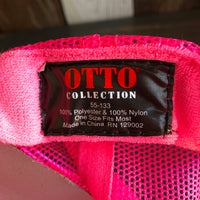 OTTO
COLLECTION
55-133
100% Polyester & 100% Nylon
One Size Fits Most
Made in China RN 129002